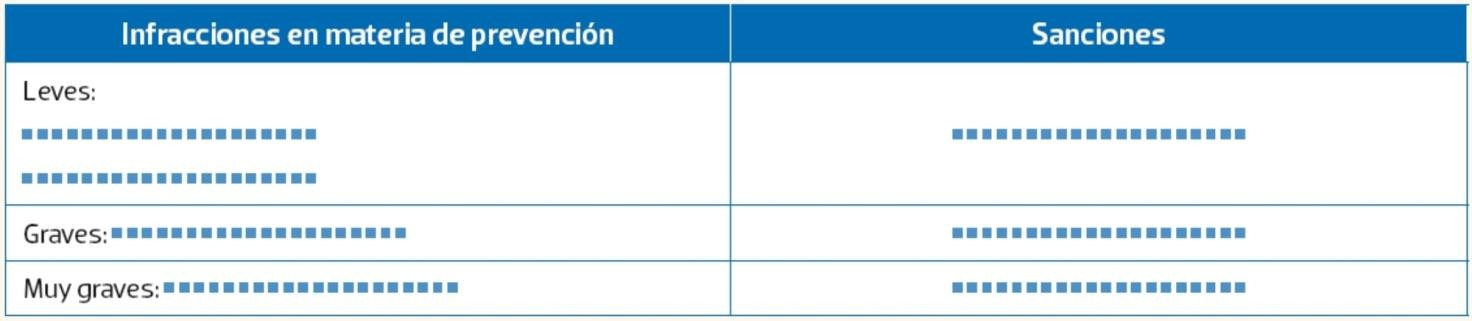 Infracciones en materia de prevención
Sanciones
Leves:
Graves:
Muy graves: